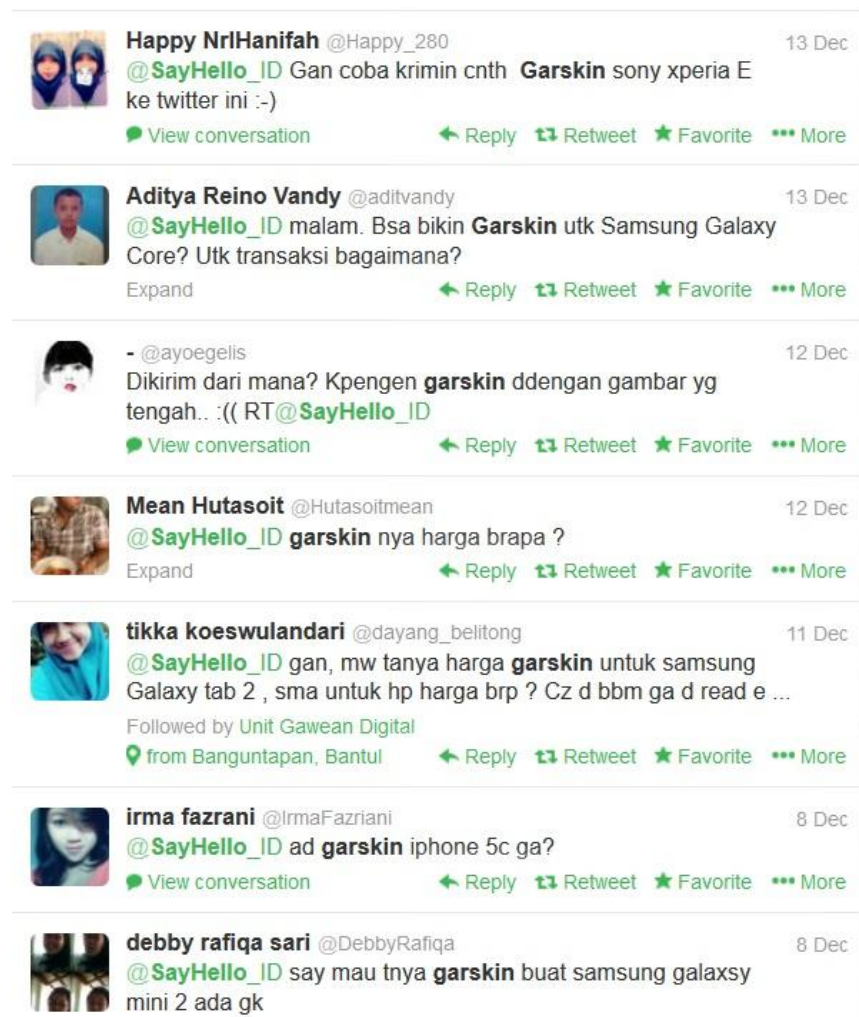 Happy NrlHanifah @Happy_280 13 Dec
@SayHello_ID Gan coba krimin cnth Garskin sony xperia E
ke twitter ini :-)
View conversation Reply Retweet Favorite More
Aditya Reino Vandy @aditvandy 13 Dec
@SayHello_ID malam. Bsa bikin Garskin utk Samsung Galaxy
Core? Utk transaksi bagaimana?
Expand Reply Retweet Favorite More
- @ayoegelis 12 Dec
Dikirim dari mana? Kpengen garskin ddengan gambar yg
tengah.. :(( RT@SayHello_ID
View conversation Reply Retweet Favorite More
Mean Hutasoit @Hutasoitmean 12 Dec
@SayHello_ID garskin nya harga brapa ?
Expand Reply Retweet Favorite More
tikka koeswulandari @dayang_belitong 11 Dec
@SayHello_ID gan, mw tanya harga garskin untuk samsung
Galaxy tab 2 , sma untuk hp harga brp ? Cz d bbm ga d read e ...
Followed by Unit Gawean Digital
from Banguntapan, Bantul Reply Retweet Favorite More
irma fazrani @IrmaFazriani 8 Dec
@SayHello_ID ad garskin iphone 5c ga?
View conversation Reply Retweet Favorite More
debby rafiqa sari @DebbyRafiqa 8 Dec
@SayHello_ID say mau tnya garskin buat samsung galaxsy
mini 2 ada gk